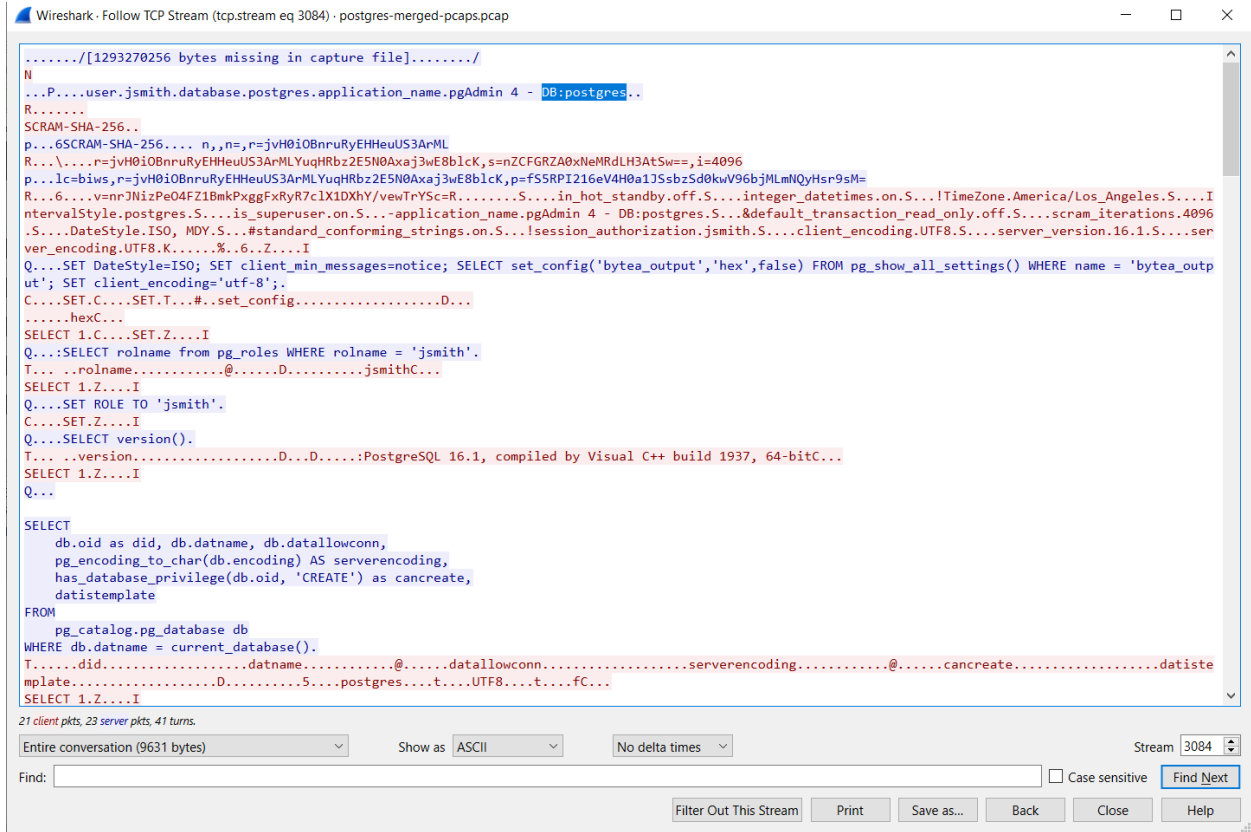 Wireshark · Follow TCP Stream (tcp.stream eq 3084) · postgres-merged-pcaps.pcap
......./[1293270256 bytes missing in capture file]......../
N
...P....user.jsmith.database.postgres.application_name.pgAdmin 4 - DB:postgres..
R.......
SCRAM-SHA-256..
p...6SCRAM-SHA-256.... n,,n=,r=jvH0iOBnruRyEHHeuUS3ArML
R...\....r=jvH0iOBnruRyEHHeuUS3ArMLYuqHRbz2E5N0Axaj3wE8blcK,s=nZCFGRZA0xNeMRdLH3AtSw==,i=4096
p...lc=biws,r=jvH0iOBnruRyEHHeuUS3ArMLYuqHRbz2E5N0Axaj3wE8blcK,p=fS5RPI216eV4H0a1JSsbzSd0kwV96bjMLmNQyHsr9sM=
R...6....v=nrJNizPeO4FZ1BmkPxggFxRyR7clX1DXhY/vewTrYSc=R........S....in_hot_standby.off.S....integer_datetimes.on.S...!TimeZone.America/Los_Angeles.S....I
ntervalStyle.postgres.S....is_superuser.on.S...-application_name.pgAdmin 4 - DB:postgres.S...&default_transaction_read_only.off.S....scram_iterations.4096
.S....DateStyle.ISO, MDY.S...#standard_conforming_strings.on.S...!session_authorization.jsmith.S....client_encoding.UTF8.S....server_version.16.1.S....ser
ver_encoding.UTF8.K......%..6..Z....I
Q....SET DateStyle=ISO; SET client_min_messages=notice; SELECT set_config('bytea_output','hex',false) FROM pg_show_all_settings() WHERE name = 'bytea_outp
ut'; SET client_encoding='utf-8';.
C....SET.C....SET.T...#..set_config...................D...
......hexC...
SELECT 1.C....SET.Z....I
Q...:SELECT rolname from pg_roles WHERE rolname = 'jsmith'.
T... ..rolname............@......D..........jsmithC...
SELECT 1.Z....I
Q....SET ROLE TO 'jsmith'.
C....SET.Z....I
Q....SELECT version().
T... ..version...................D...D.....:PostgreSQL 16.1, compiled by Visual C++ build 1937, 64-bitC...
SELECT 1.Z....I
Q...
SELECT
db.oid as did, db.datname, db.datallowconn,
pg_encoding_to_char(db.encoding) AS serverencoding,
has_database_privilege(db.oid, 'CREATE') as cancreate,
datistemplate
FROM
pg_catalog.pg_database db
WHERE db.datname = current_database().
T......did...................datname............@......datallowconn...................serverencoding............@......cancreate...................datiste
mplate...................D..........5....postgres....t....UTF8....t....fC...
SELECT 1.Z....I
21 client pkts, 23 server pkts, 41 turns.
Entire conversation (9631 bytes) Show as ASCII No delta times Stream 3084
Find: Case sensitive Find Next
Filter Out This Stream Print Save as... Back Close Help